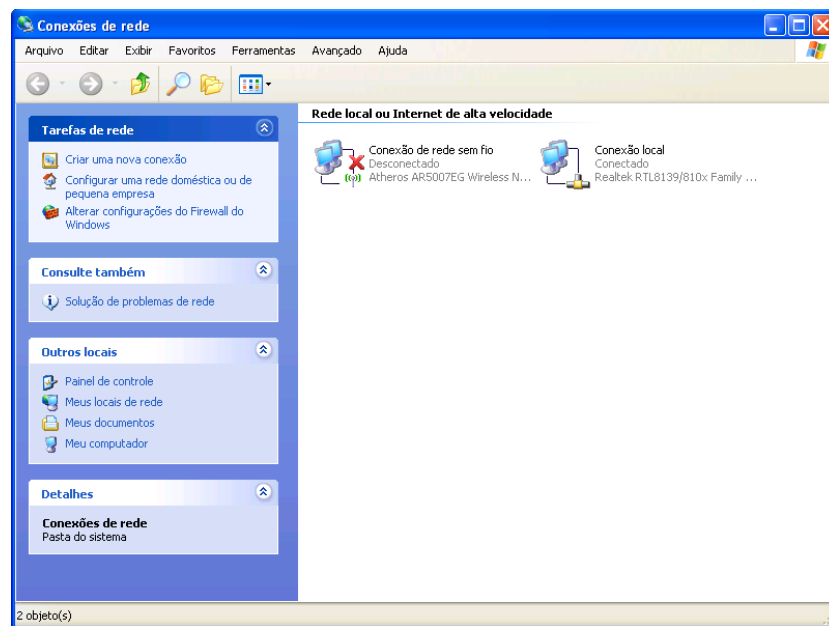 Conexões de rede
Arquivo Editar Exibir Favoritos Ferramentas Avançado Ajuda
Tarefas de rede
Criar uma nova conexão
Configurar uma rede doméstica ou de
pequena empresa
Alterar configurações do Firewall do
Windows
Consulte também
Solução de problemas de rede
Outros locais
Painel de controle
Meus locais de rede
Meus documentos
Meu computador
Detalhes
Conexões de rede
Pasta do sistema
Rede local ou Internet de alta velocidade
Conexão de rede sem fio
Desconectado
Atheros AR5007EG Wireless N...
Conexão local
Conectado
Realtek RTL8139/810x Family ...
2 objeto(s)